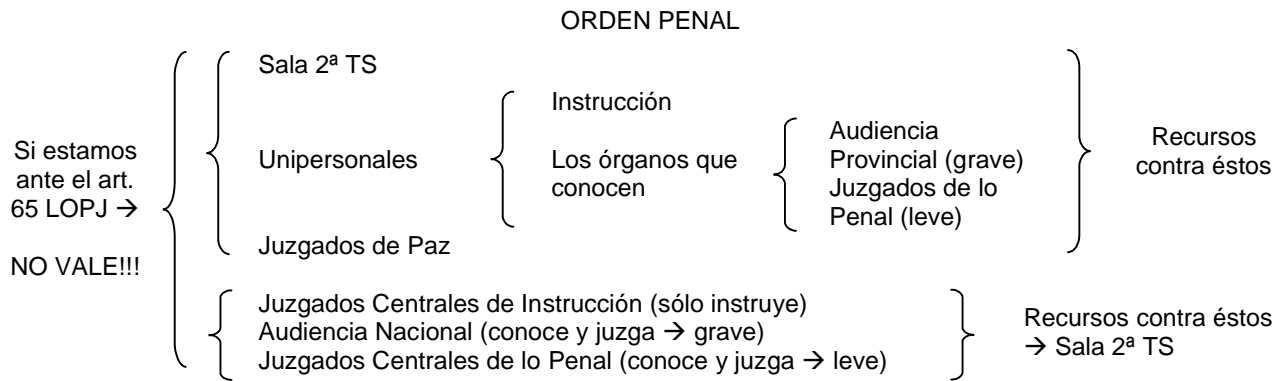 ORDEN PENAL
Si estamos
ante el art.
65 LOPJ →
NO VALE!!!
Sala 2ª TS
Unipersonales
Juzgados de Paz
Instrucción
Los órganos que
conocen
Audiencia
Provincial (grave)
Juzgados de lo
Penal (leve)
Recursos
contra éstos
Juzgados Centrales de Instrucción (sólo instruye)
Audiencia Nacional (conoce y juzga → grave)
Juzgados Centrales de lo Penal (conoce y juzga → leve)
Recursos contra éstos
→ Sala 2ª TS